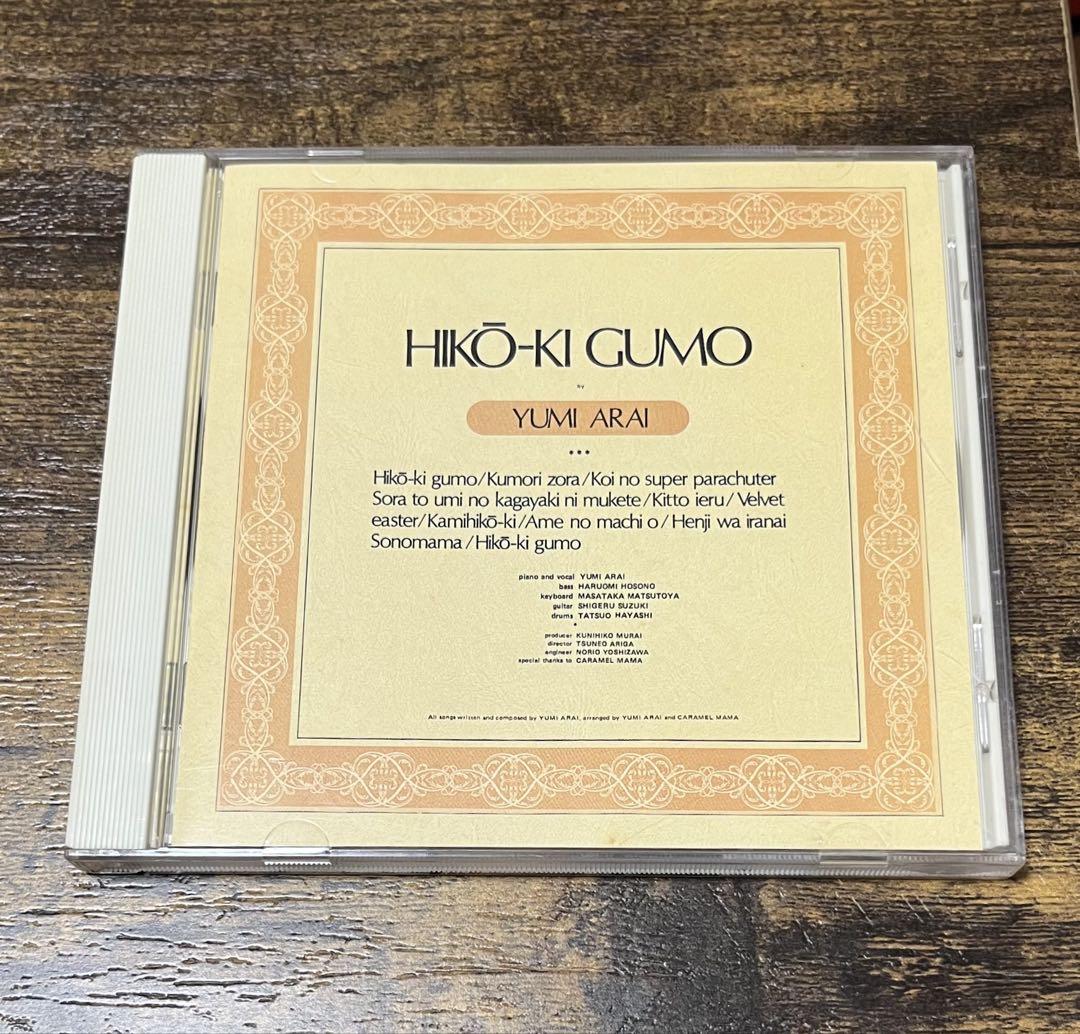 HIKŌ-KI GUMO
by
YUMI ARAI
Hikō-ki gumo/Kumori zora/Koi no super parachuter
Sora to umi no kagayaki ni mukete/Kitto ieru/Velvet
easter/Kamihikō-ki/Ame no machi o/Henji wa iranai
Sonomama/Hikō-ki gumo
piano and vocal YUMI ARAI
bass HARUOMI HOSONO
keyboard MASATAKA MATSUTOYA
guitar SHIGERU SUZUKI
drums TATSUO HAYASHI
producer KUNIHIKO MURAI
director TSUNEO ARIGA
engineer NORIO YOSHIZAWA
special thanks to CARAMEL MAMA
All songs written and composed by YUMI ARAI, arranged by YUMI ARAI and CARAMEL MAMA